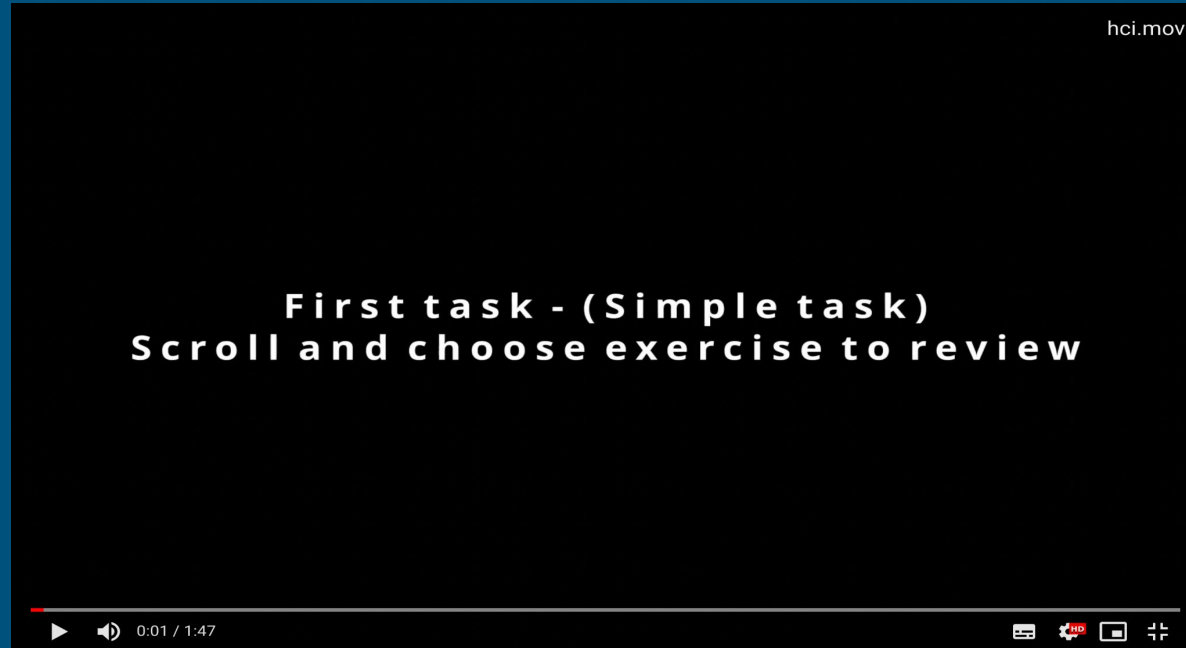 hci.mov
First task - (Simple task)
Scroll and choose exercise to review
0:01 / 1:47
HD